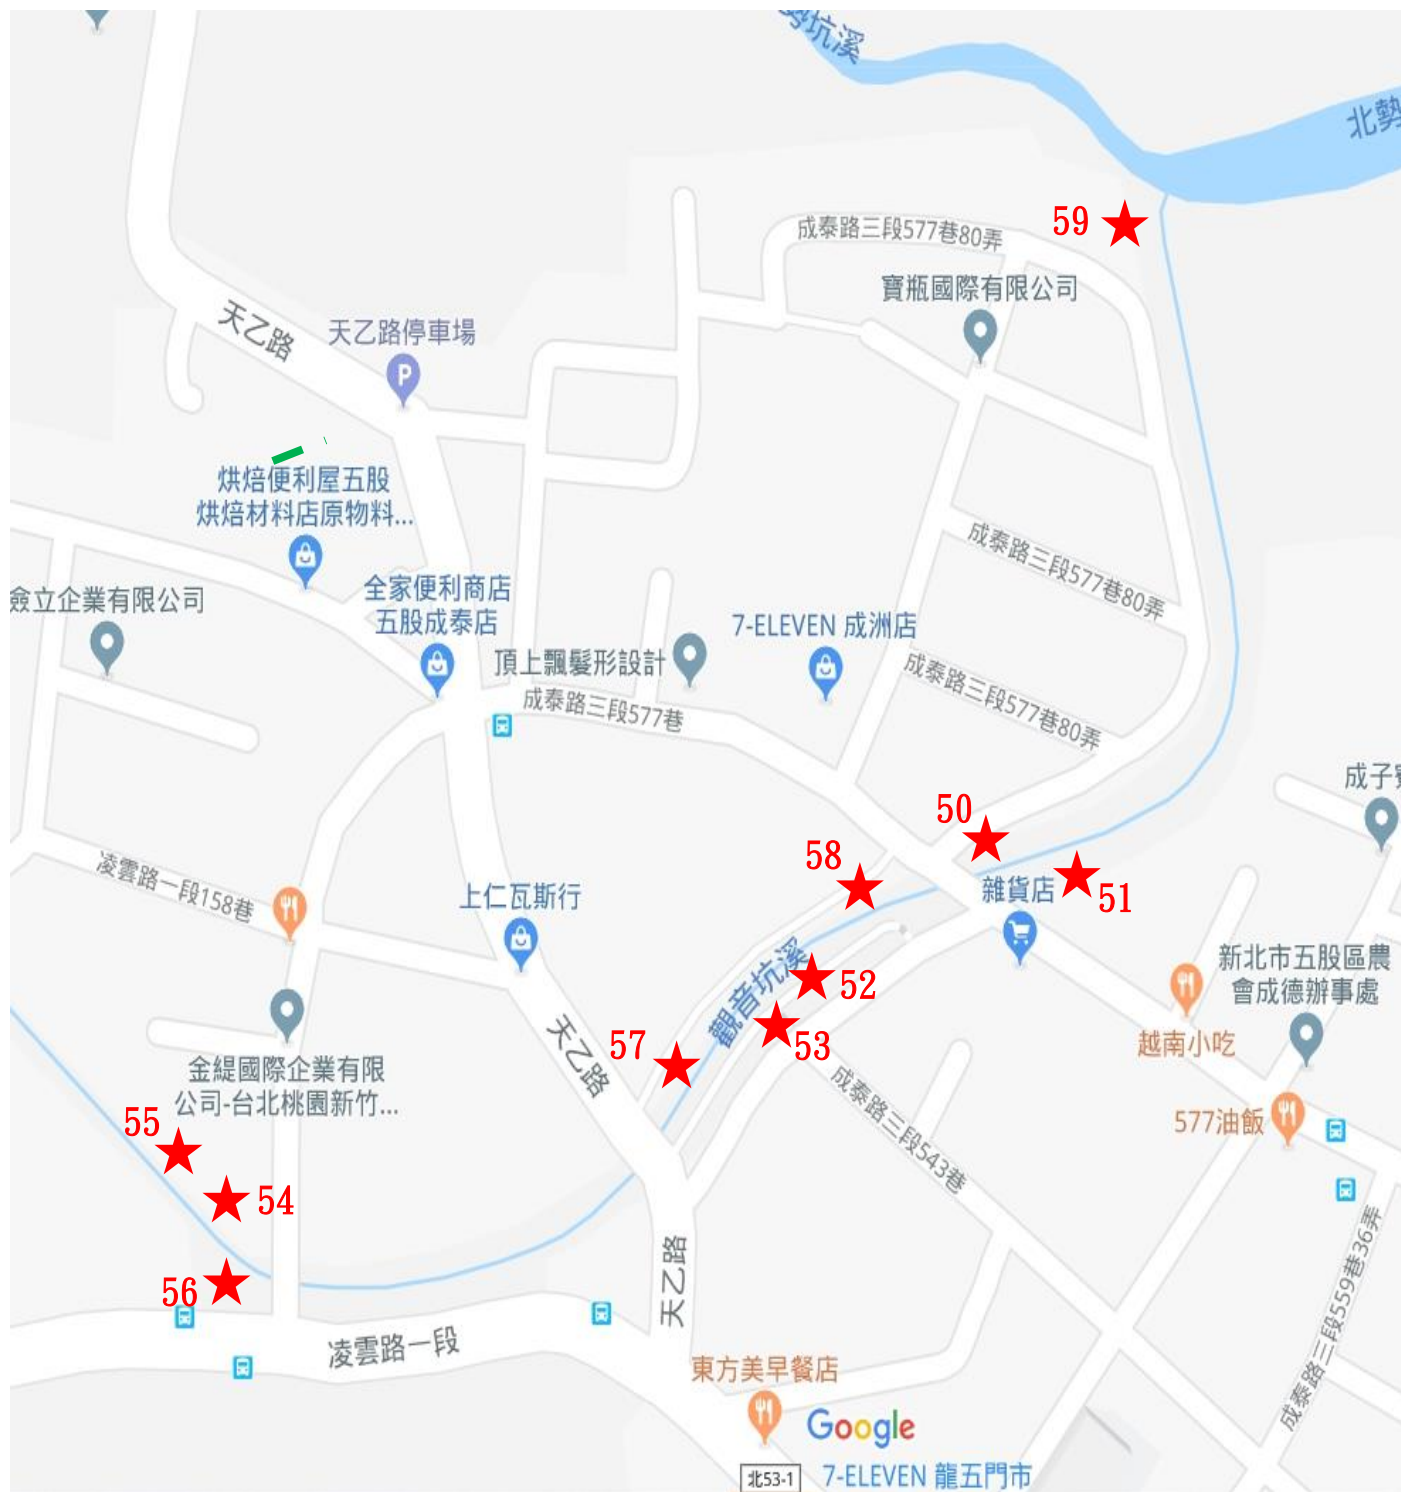 勢坑溪
北勢
59
成泰路三段577巷80弄
寶瓶國際有限公司
天乙路
天乙路停車場
P
烘焙便利屋五股
烘焙材料店原物料...
成泰路三段577巷80弄
全家便利商店
五股成泰店
僉立企業有限公司
7-ELEVEN 成洲店
頂上飄髮形設計
成泰路三段577巷80弄
成泰路三段577巷
成子寮
50
58
51
凌雲路一段158巷
上仁瓦斯行
雜貨店
觀音坑溪
52
新北市五股區農
會成德辦事處
53
57
天乙路
越南小吃
金緹國際企業有限
公司-台北桃園新竹...
成泰路三段543巷
577油飯
55
54
56
天乙路
成泰路三段559巷36弄
凌雲路一段
東方美早餐店
Google
北53-1
7-ELEVEN 龍五門市